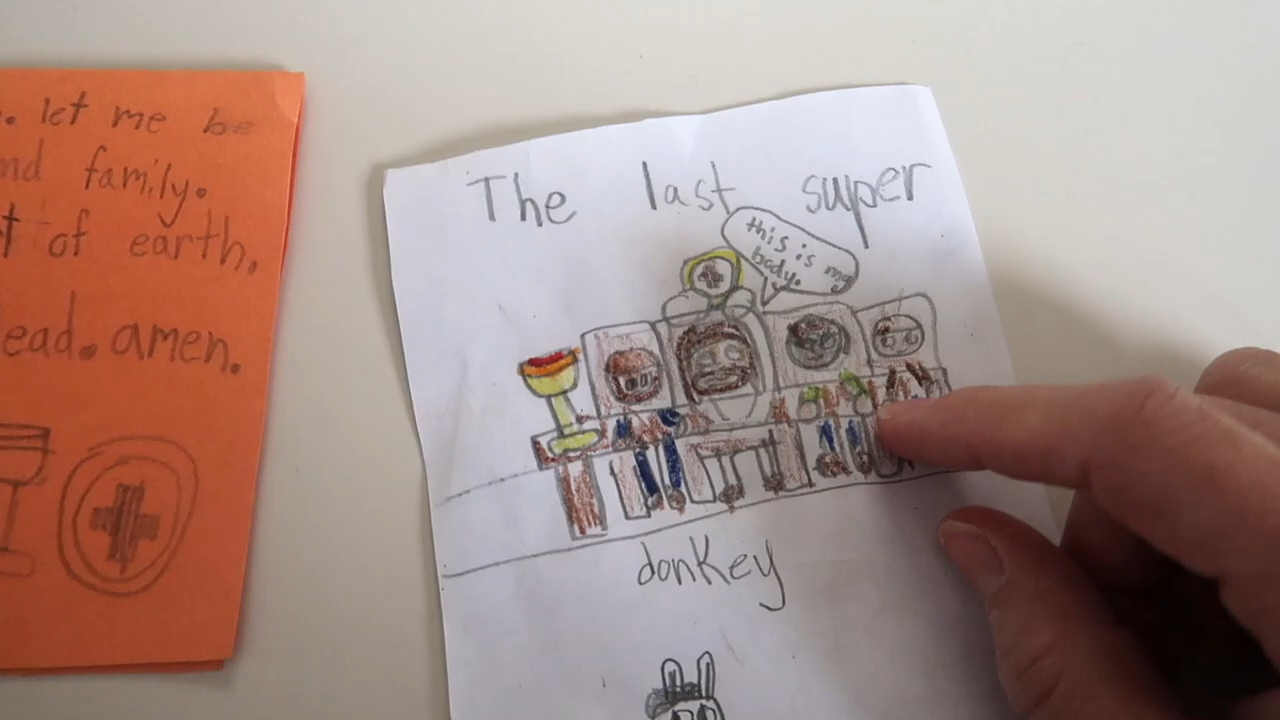 . let me be
nd family.
t of earth.
ead. amen.
The last super
this is my
body.
donkey